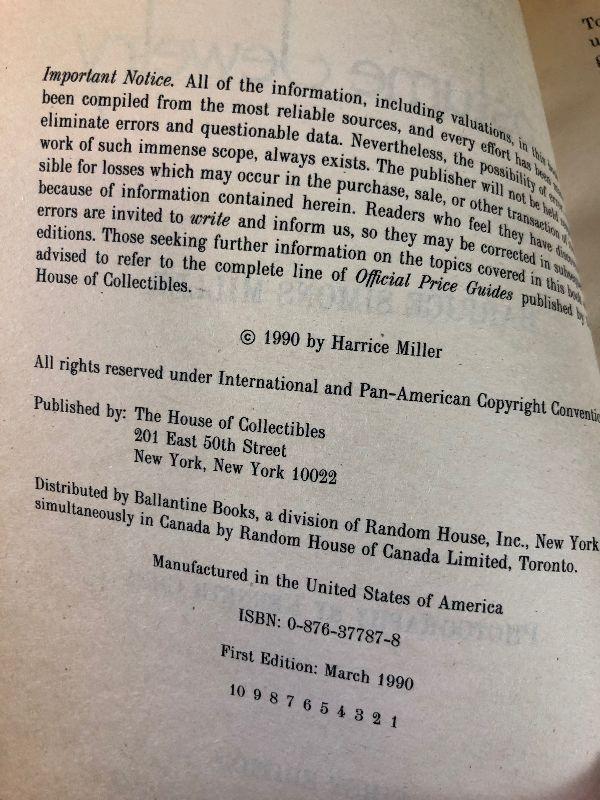 Important Notice. All of the information, including valuations, in this book
been compiled from the most reliable sources, and every effort has been
eliminate errors and questionable data. Nevertheless, the possibility of
work of such immense scope, always exists. The publisher will not be held
sible for losses which may occur in the purchase, sale, or other transaction of
because of information contained herein. Readers who feel they have
errors are invited to write and inform us, so they may be corrected in
editions. Those seeking further information on the topics covered in this book
advised to refer to the complete line of Official Price Guides published by
House of Collectibles.
© 1990 by Harrice Miller
All rights reserved under International and Pan-American Copyright
Published by: The House of Collectibles
201 East 50th Street
New York, New York 10022
Distributed by Ballantine Books, a division of Random House, Inc., New York
simultaneously in Canada by Random House of Canada Limited, Toronto.
Manufactured in the United States of America
ISBN: 0-876-37787-8
First Edition: March 1990
10 9 8 7 6 5 4 3 2 1